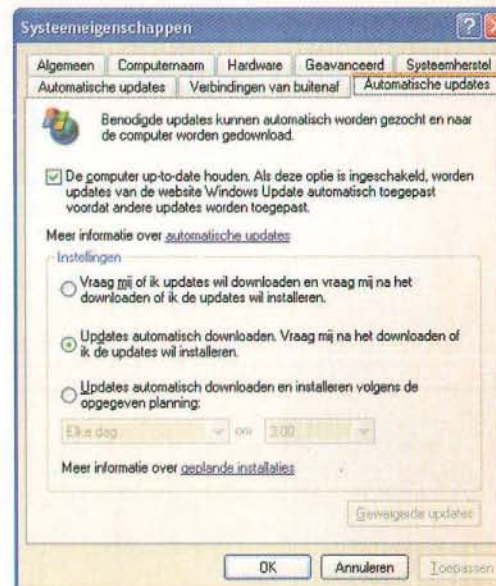 Systeemeigenschappen
Algemeen Computernaam Hardware Geavanceerd Systeemherstel
Automatische updates Verbindingen van buitenaf Automatische updates
Benodigde updates kunnen automatisch worden gezocht en naar
de computer worden gedownload.
De computer up-to-date houden. Als deze optie is ingeschakeld, worden
updates van de website Windows Update automatisch toegepast
voordat andere updates worden toegepast.
Meer informatie over automatische updates
Instellingen
Vraag mij of ik updates wil downloaden en vraag mij na het
downloaden of ik de updates wil installeren.
Updates automatisch downloaden. Vraag mij na het downloaden of
ik de updates wil installeren.
Updates automatisch downloaden en installeren volgens de
opgegeven planning:
Elke dag om 3:00
Meer informatie over geplande installaties
Geweigerde updates
OK Annuleren Toepassen